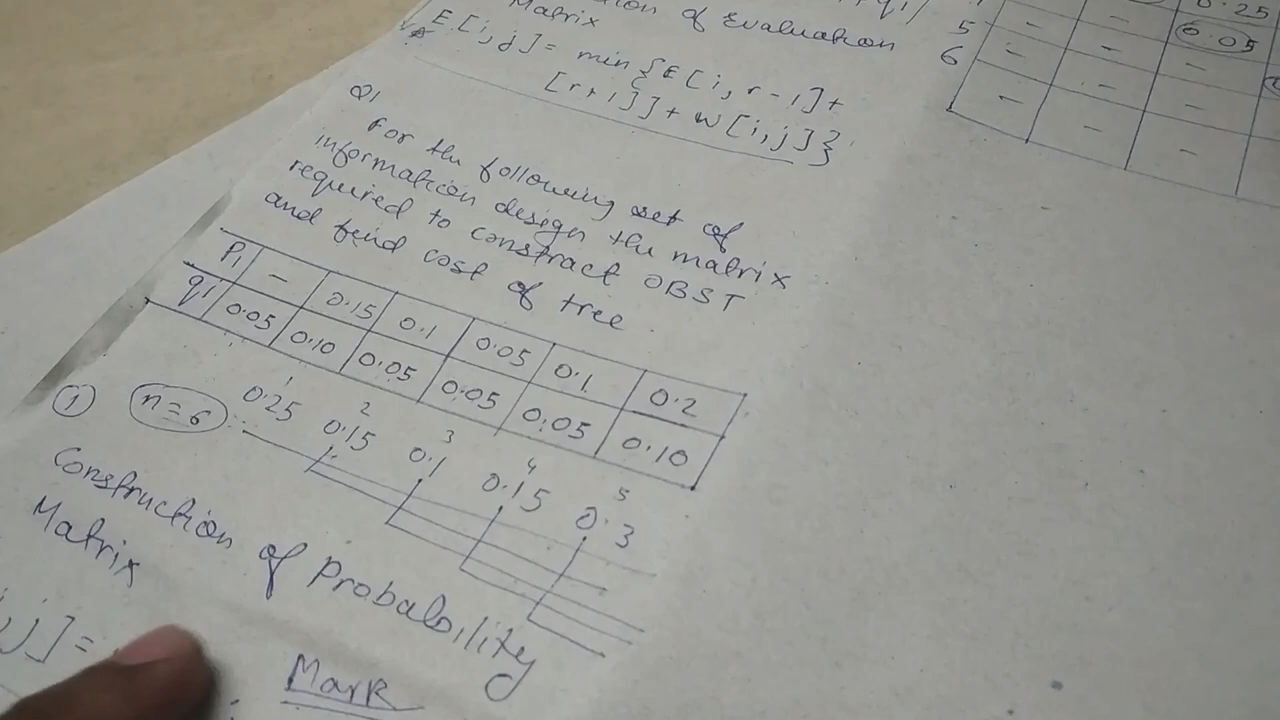 tion of Evaluation
Matrix
E[i,j] = min {E[i, r-1]+
[r+1j]+ W[i,j]}
Q1
For the following set of
information design the matrix
required to constract OBST
and find cost of tree.
Pi - 0.15 0.1 0.05 0.1 0.2
qi 0.05 0.10 0.05 0.05 0.05 0.10
1 2 3 4 5
① n=6 0.25 0.15 0.1 0.15 0.3
Construction of Probability
Matrix
,j]=
Mark
0.25
5 - - 0.05
6 - - -
- - -